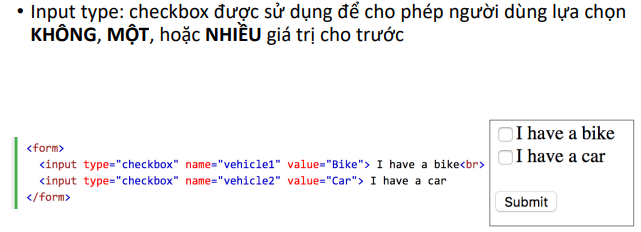 • Input type: checkbox được sử dụng để cho phép người dùng lựa chọn
KHÔNG, MỘT, hoặc NHIỀU giá trị cho trước
<form>
<input type="checkbox" name="vehicle1" value="Bike"> I have a bike<br>
<input type="checkbox" name="vehicle2" value="Car"> I have a car
</form>
I have a bike
I have a car
Submit